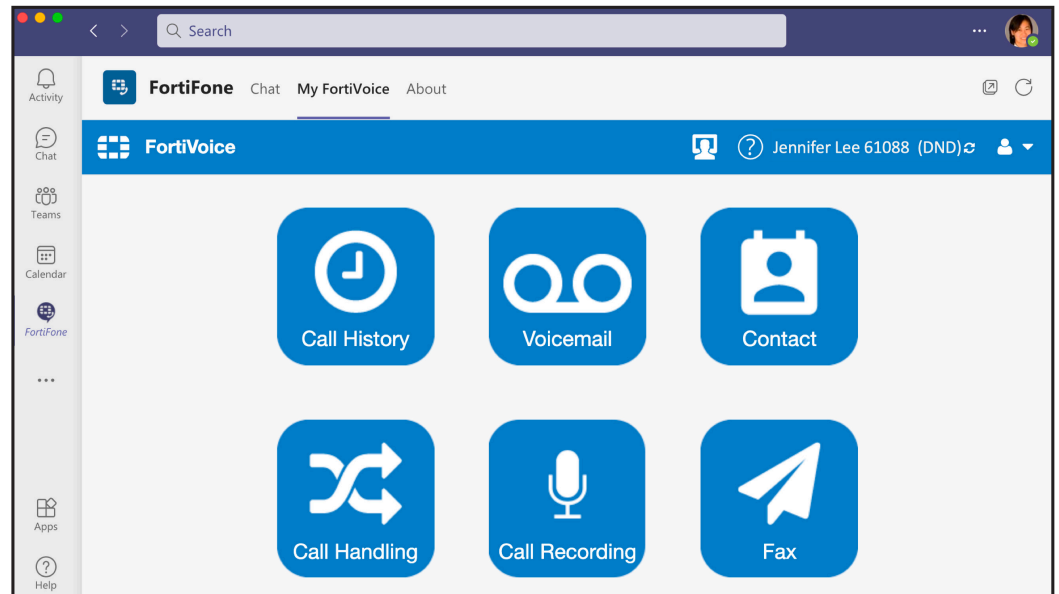 Search
Activity
FortiFone Chat My FortiVoice About
Chat
FortiVoice
? Jennifer Lee 61088 (DND)
Teams
Calendar
FortiFone
Call History
Voicemail
Contact
Call Handling
Call Recording
Fax
Apps
?
Help